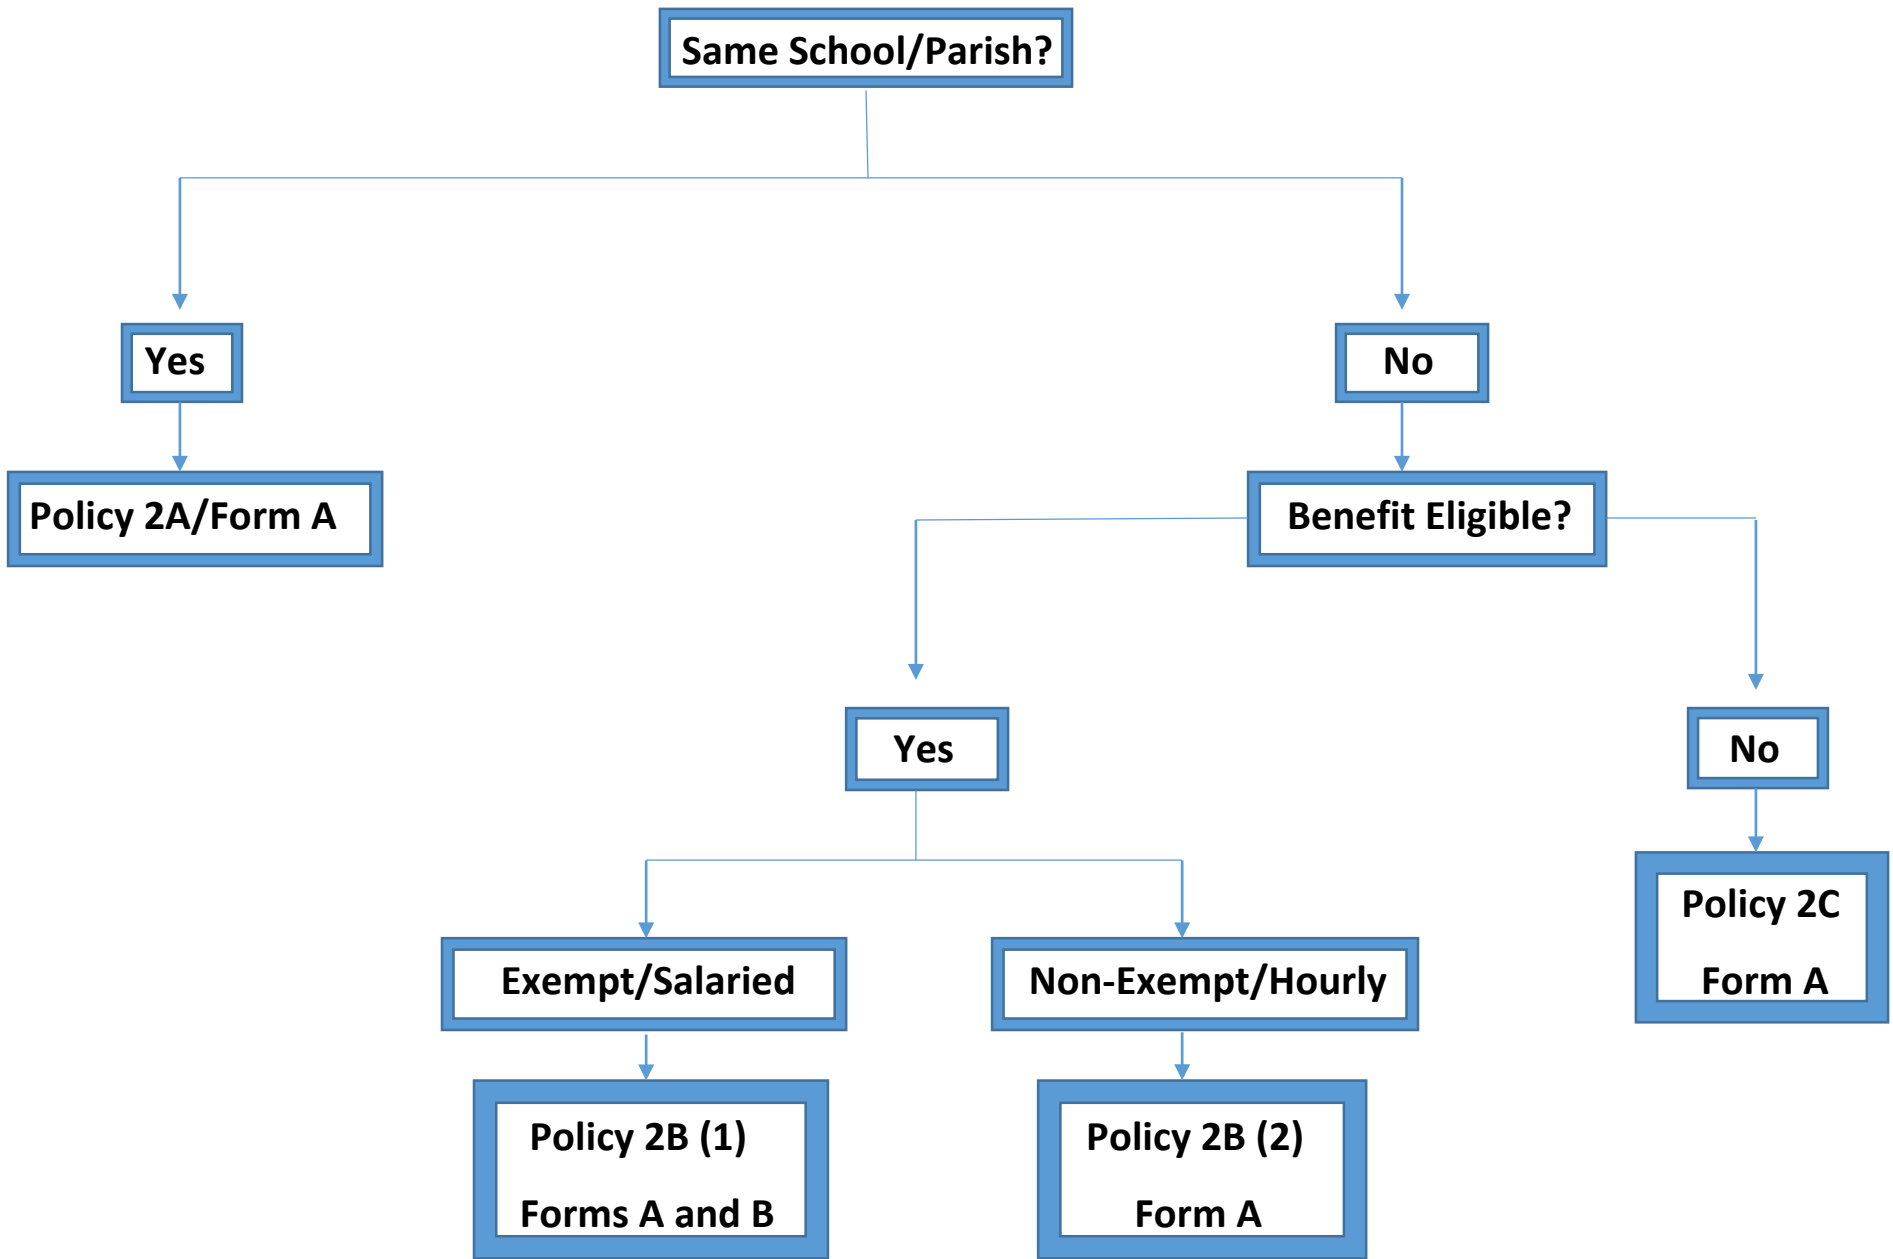 Same School/Parish?
Yes
No
Policy 2A/Form A
Benefit Eligible?
Yes
No
Policy 2C
Form A
Exempt/Salaried
Non-Exempt/Hourly
Policy 2B (1)
Forms A and B
Policy 2B (2)
Form A